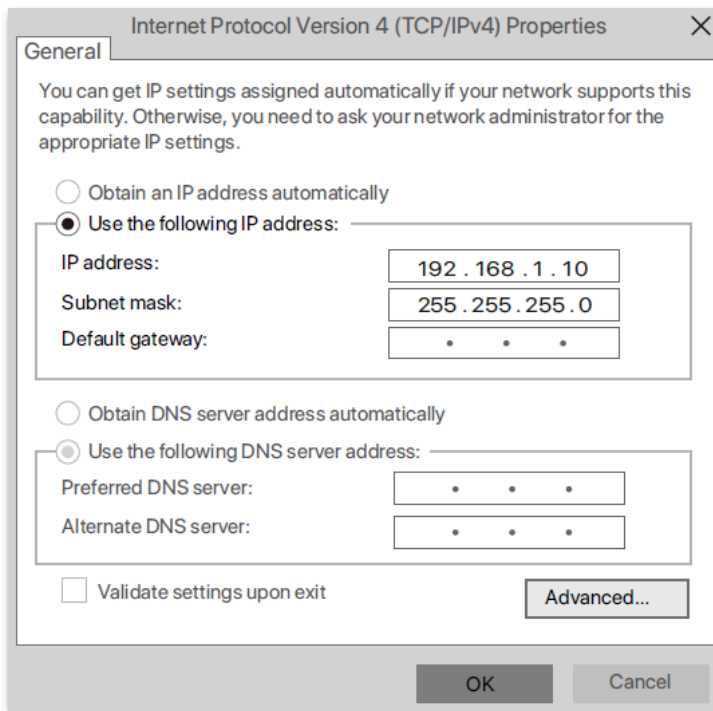 Internet Protocol Version 4 (TCP/IPv4) Properties
General
You can get IP settings assigned automatically if your network supports this
capability. Otherwise, you need to ask your network administrator for the
appropriate IP settings.
Obtain an IP address automatically
Use the following IP address:
IP address: 192 . 168 . 1 . 10
Subnet mask: 255 . 255 . 255 . 0
Default gateway: . . .
Obtain DNS server address automatically
Use the following DNS server address:
Preferred DNS server: . . .
Alternate DNS server: . . .
Validate settings upon exit
Advanced...
OK Cancel